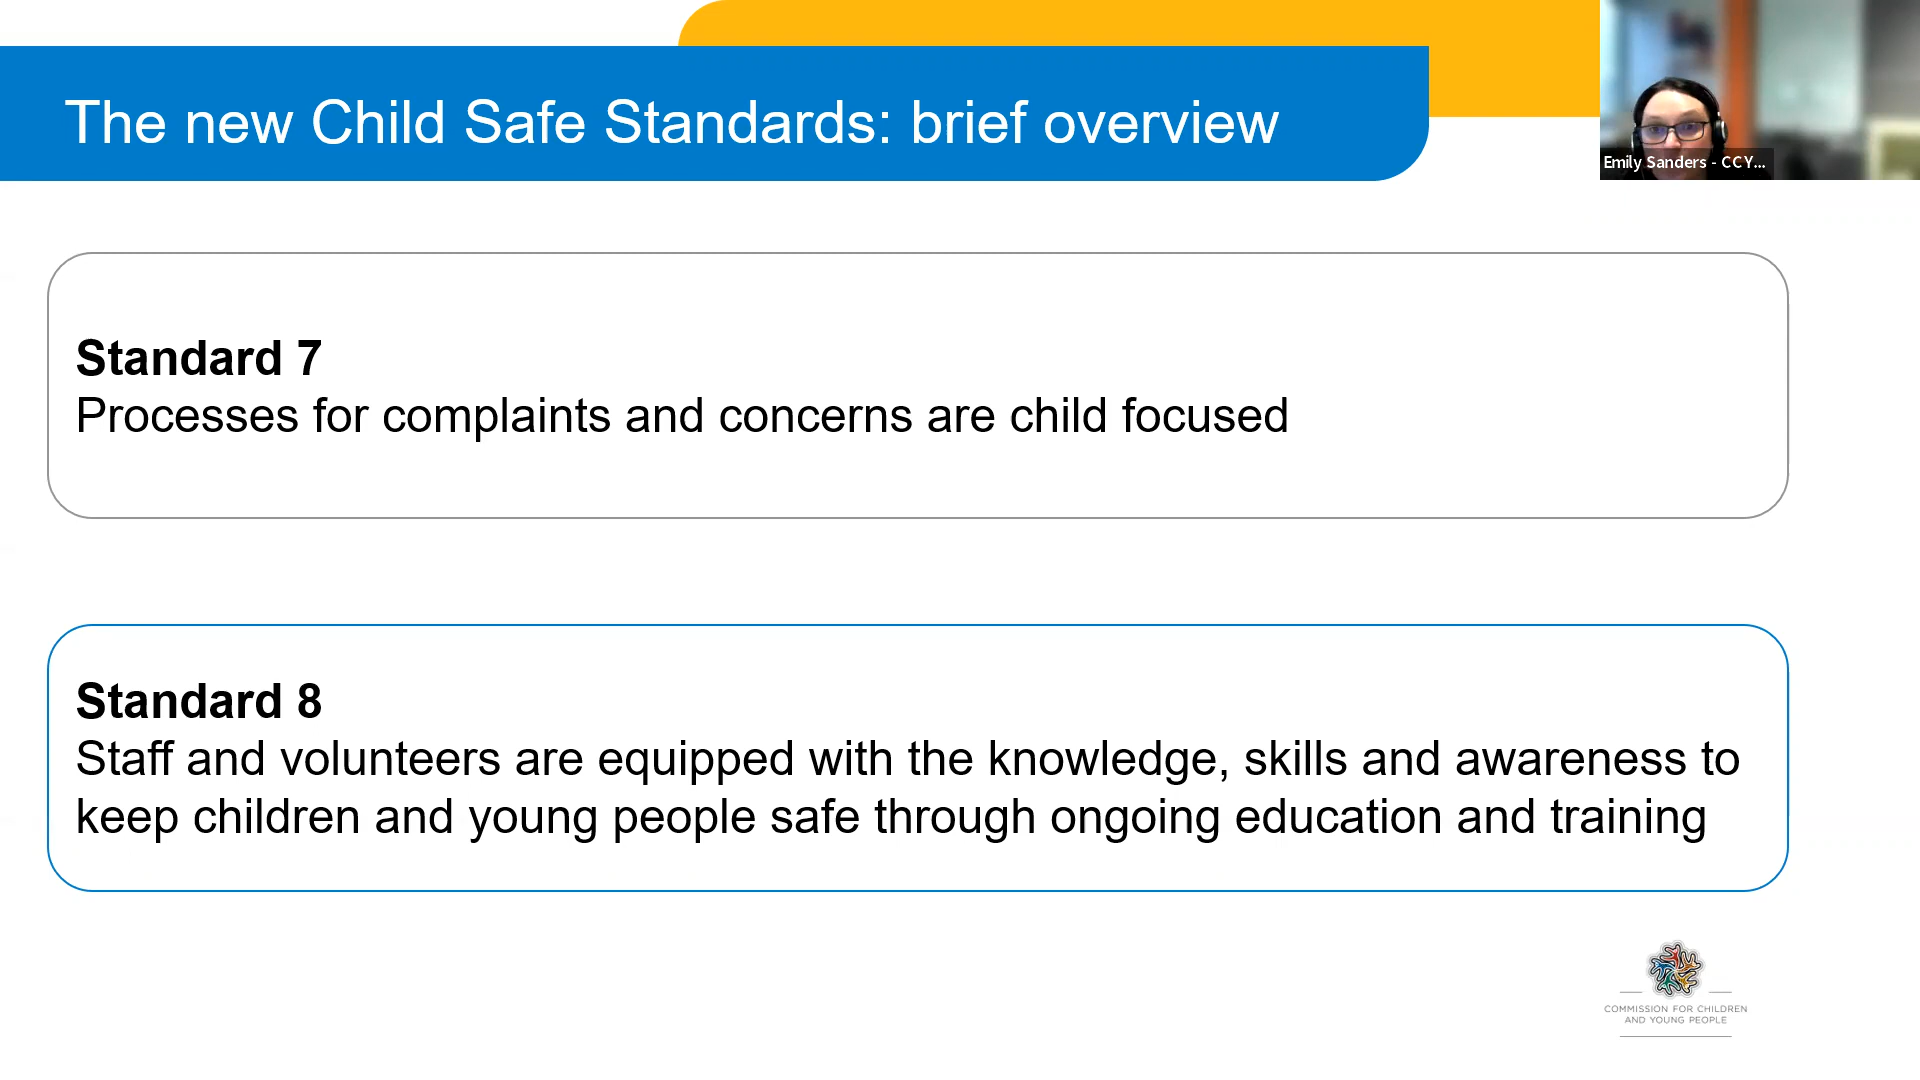 The new Child Safe Standards: brief overview
Emily Sanders - CCY...
Standard 7
Processes for complaints and concerns are child focused
Standard 8
Staff and volunteers are equipped with the knowledge, skills and awareness to
keep children and young people safe through ongoing education and training
COMMISSION FOR CHILDREN
AND YOUNG PEOPLE